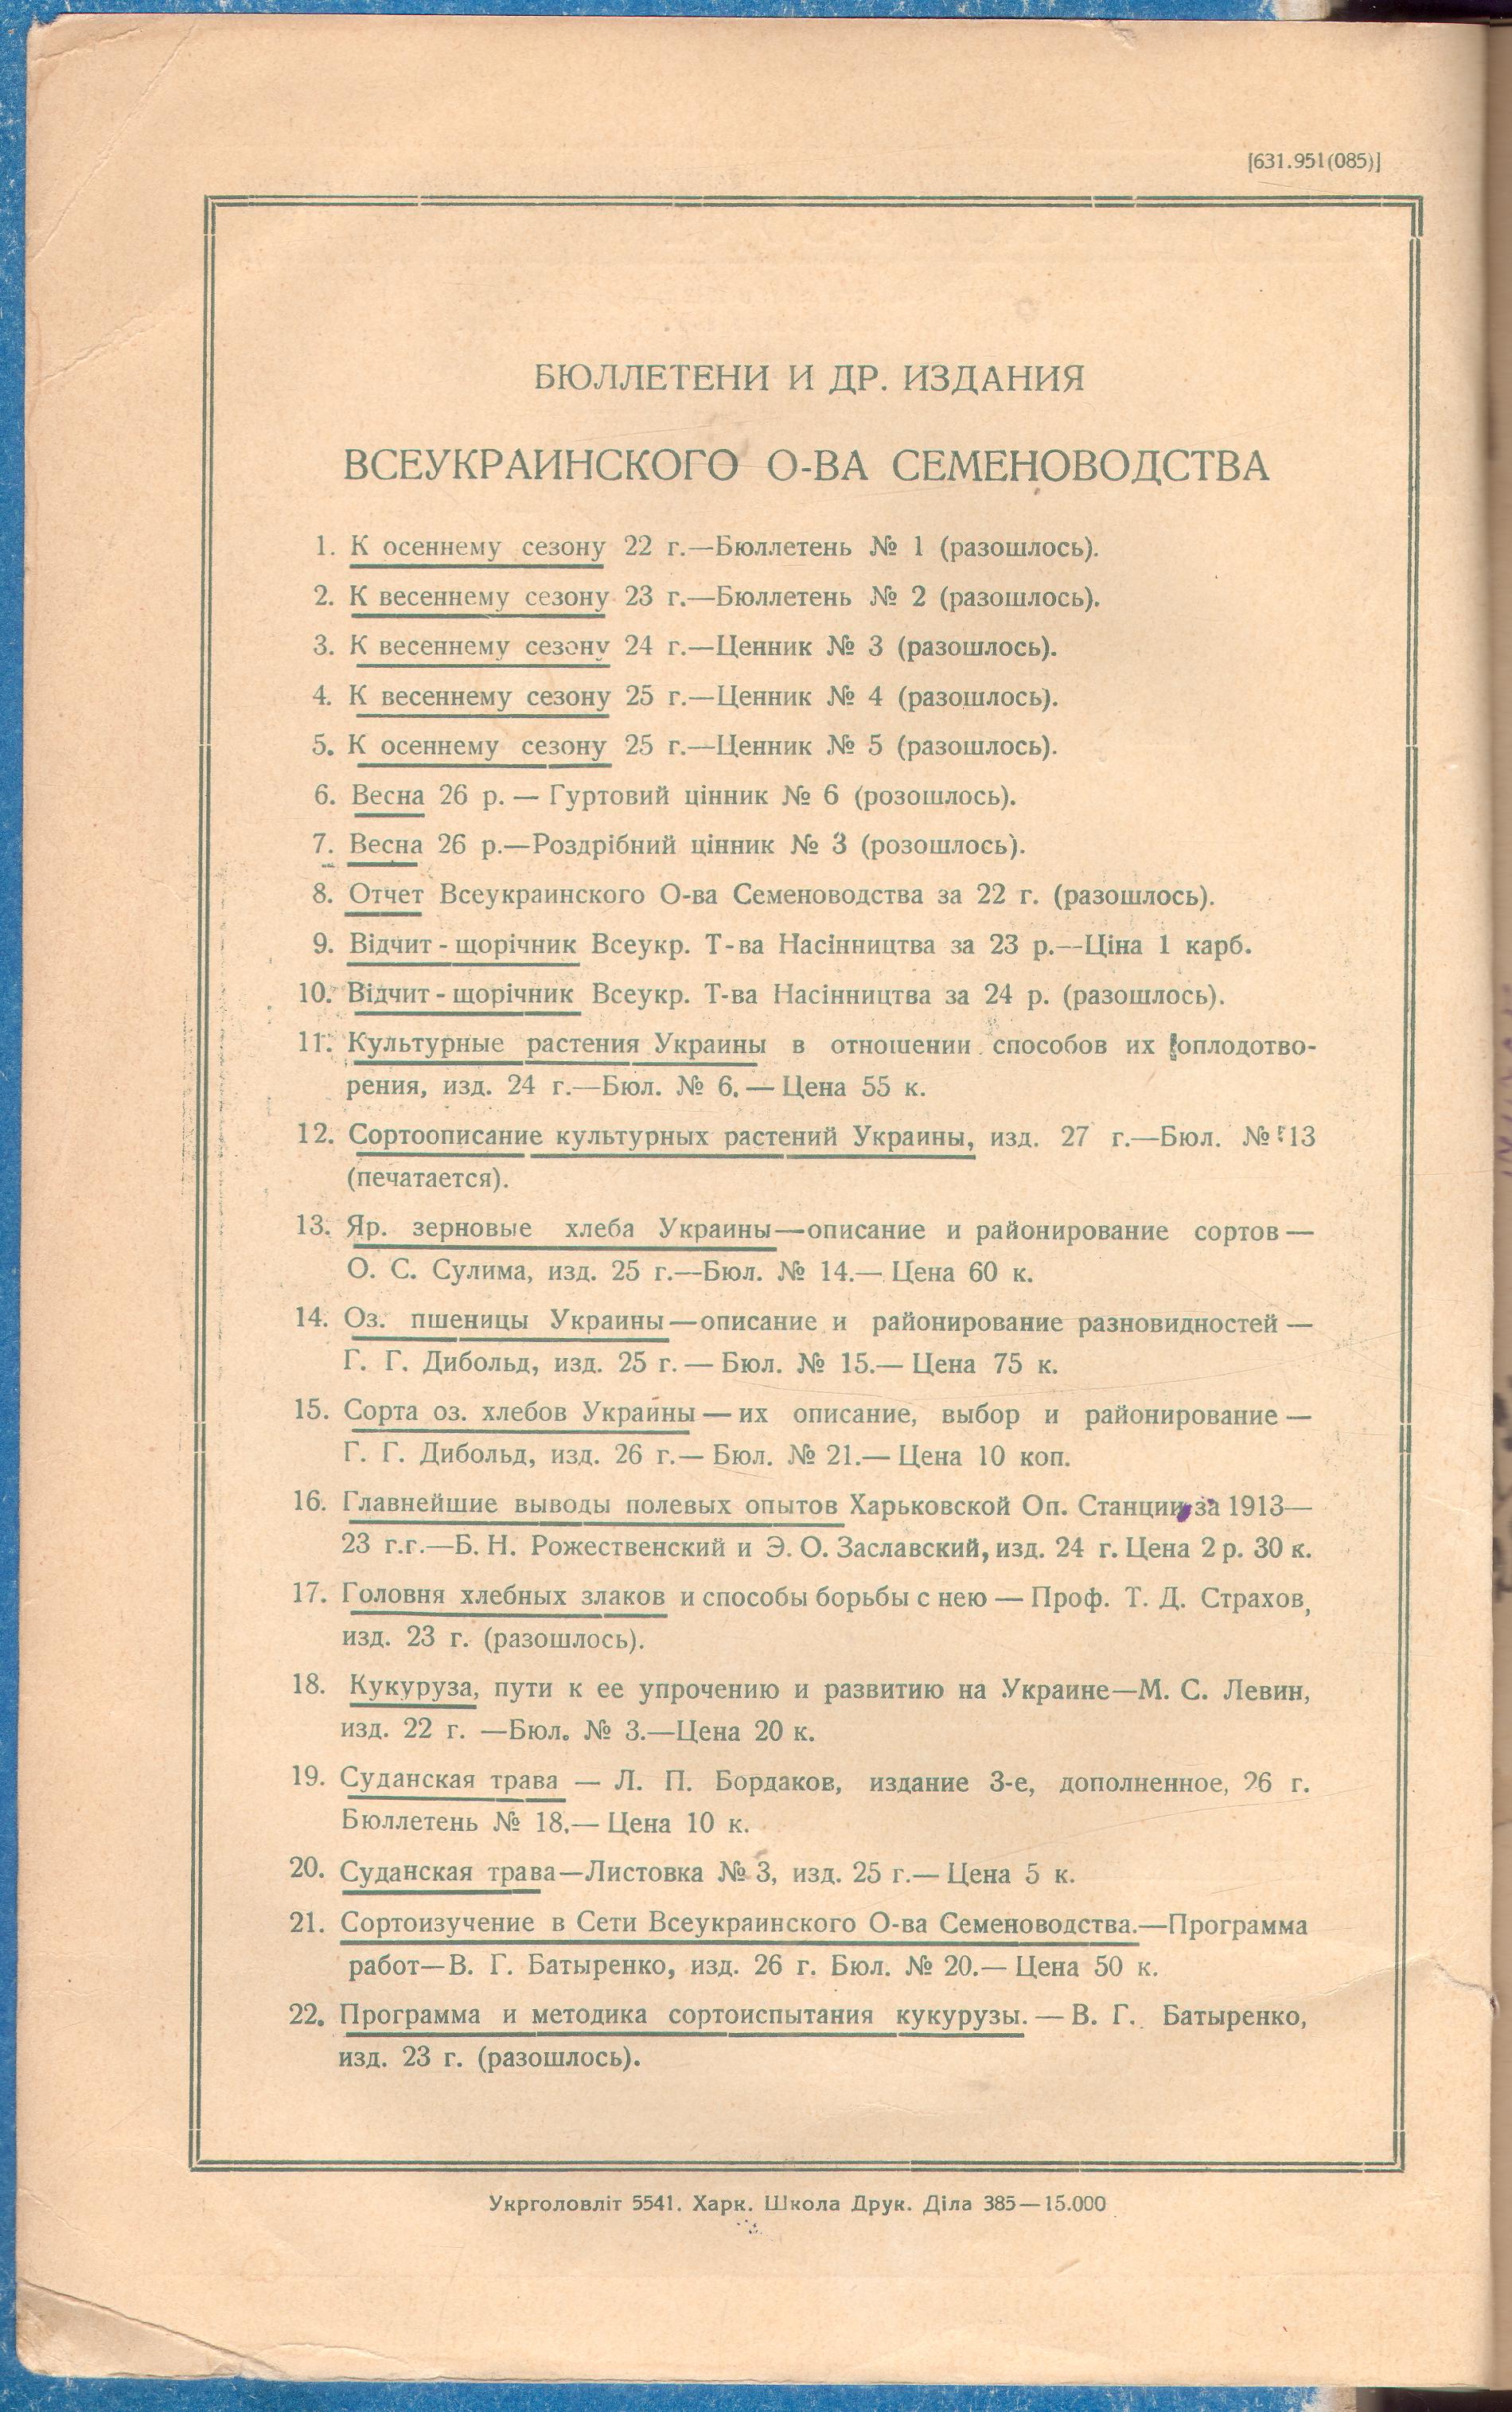 [631.951(085)]
БЮЛЛЕТЕНИ И ДР. ИЗДАНИЯ
ВСЕУКРАИНСКОГО О-ВА СЕМЕНОВОДСТВА
1. К осеннему сезону 22 г.—Бюллетень № 1 (разошлось).
2. К весеннему сезону 23 г.—Бюллетень № 2 (разошлось).
3. К весеннему сезону 24 г.—Ценник № 3 (разошлось).
4. К весеннему сезону 25 г.—Ценник № 4 (разошлось).
5. К осеннему сезону 25 г.—Ценник № 5 (разошлось).
6. Весна 26 р. — Гуртовий цінник № 6 (розошлось).
7. Весна 26 р.—Роздрібний цінник № 3 (розошлось).
8. Отчет Всеукраинского О-ва Семеноводства за 22 г. (разошлось).
9. Відчит - щорічник Всеукр. Т-ва Насінництва за 23 р.—Ціна 1 карб.
10. Відчит - щорічник Всеукр. Т-ва Насінництва за 24 р. (разошлось).
11. Культурные растения Украины в отношении способов их оплодотво-
рения, изд. 24 г.—Бюл. № 6. — Цена 55 к.
12. Сортоописание культурных растений Украины, изд. 27 г.—Бюл. № 13
(печатается).
13. Яр. зерновые хлеба Украины—описание и районирование сортов —
О. С. Сулима, изд. 25 г.—Бюл. № 14.— Цена 60 к.
14. Оз. пшеницы Украины—описание и районирование разновидностей —
Г. Г. Дибольд, изд. 25 г. — Бюл. № 15.— Цена 75 к.
15. Сорта оз. хлебов Украины — их описание, выбор и районирование —
Г. Г. Дибольд, изд. 26 г.— Бюл. № 21.— Цена 10 коп.
16. Главнейшие выводы полевых опытов Харьковской Оп. Станции за 1913—
23 г.г.—Б. Н. Рожественский и Э. О. Заславский, изд. 24 г. Цена 2 р. 30 к.
17. Головня хлебных злаков и способы борьбы с нею — Проф. Т. Д. Страхов,
изд. 23 г. (разошлось).
18. Кукуруза, пути к ее упрочению и развитию на Украине—М. С. Левин,
изд. 22 г. —Бюл. № 3.—Цена 20 к.
19. Суданская трава — Л. П. Бордаков, издание 3-е, дополненное, 26 г.
Бюллетень № 18.— Цена 10 к.
20. Суданская трава—Листовка № 3, изд. 25 г.— Цена 5 к.
21. Сортоизучение в Сети Всеукраинского О-ва Семеноводства.—Программа
работ—В. Г. Батыренко, изд. 26 г. Бюл. № 20.— Цена 50 к.
22. Программа и методика сортоиспытания кукурузы. — В. Г. Батыренко,
изд. 23 г. (разошлось).
Укрголовліт 5541. Харк. Школа Друк. Діла 385—15.000